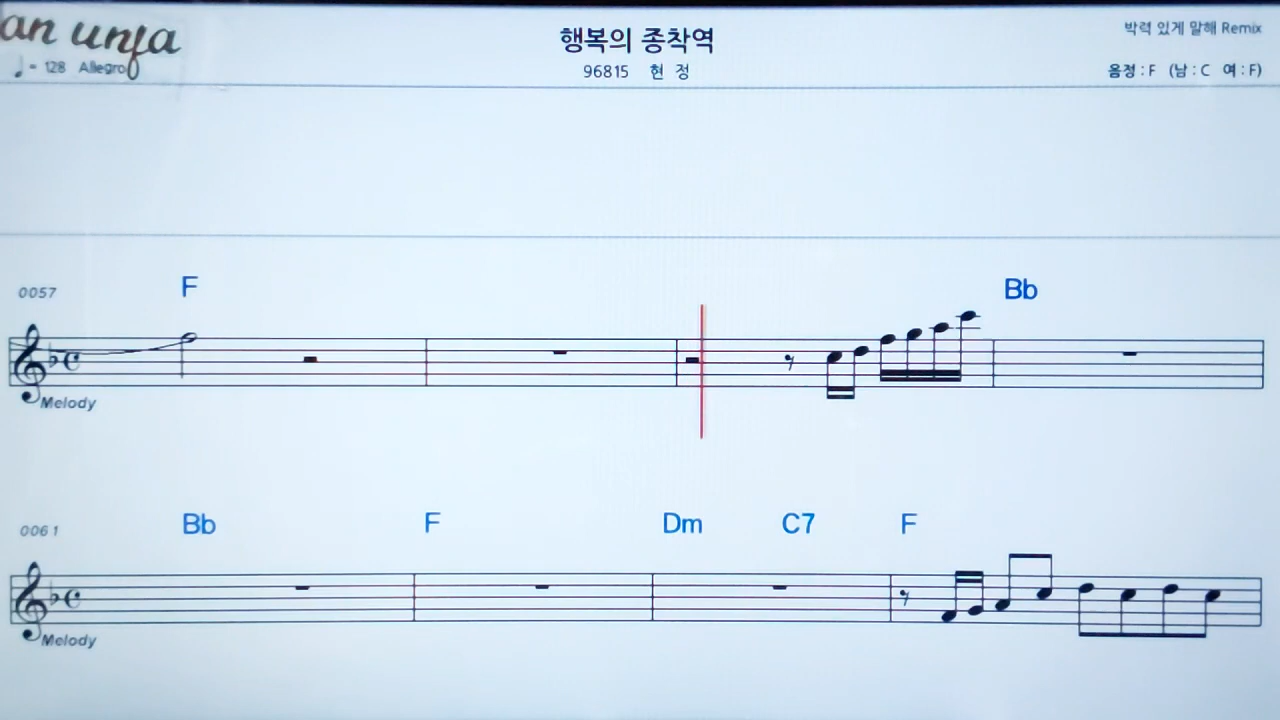 an unja
행복의 종착역
박력 있게 말해 Remix
♩= 128 Allegro
96815 현 정
음정 : F (남 : C 여 : F)
0057 F Bb
Melody
0061 Bb F Dm C7 F
Melody